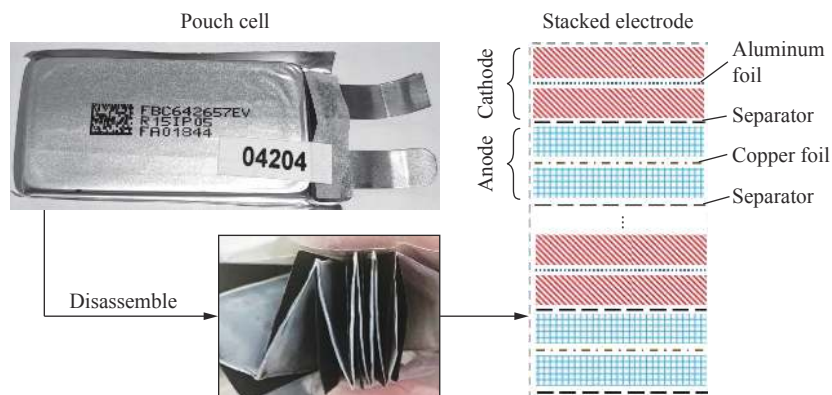 Pouch cell
Stacked electrode
FBC642657EV
R15IP05
FA01844
04204
Cathode
Anode
Aluminum
foil
Separator
Copper foil
Separator
⋮
Disassemble